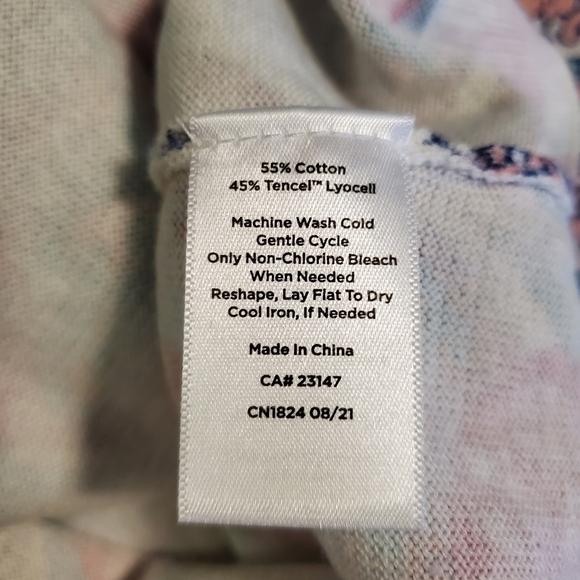 55% Cotton
45% Tencel™ Lyocell
Machine Wash Cold
Gentle Cycle
Only Non-Chlorine Bleach
When Needed
Reshape, Lay Flat To Dry
Cool Iron, If Needed
Made In China
CA# 23147
CN1824 08/21